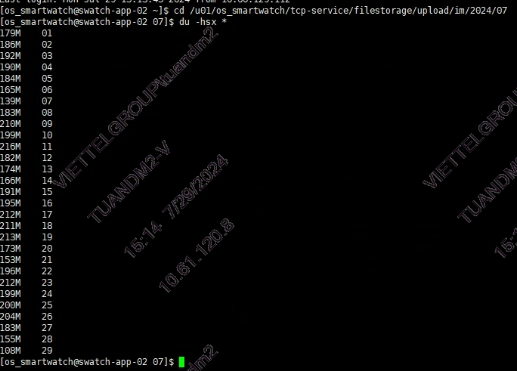 Last login: Mon Jul 29 15:13:45 2024 from 10.60.129.112
[os_smartwatch@swatch-app-02 ~]$ cd /u01/os_smartwatch/tcp-service/filestorage/upload/im/2024/07
[os_smartwatch@swatch-app-02 07]$ du -hsx *
179M 01
186M 02
192M 03
190M 04
184M 05
165M 06
139M 07
183M 08
210M 09
199M 10
216M 11
182M 12
174M 13
166M 14
191M 15
195M 16
212M 17
211M 18
213M 19
173M 20
153M 21
196M 22
212M 23
199M 24
200M 25
204M 26
183M 27
155M 28
108M 29
[os_smartwatch@swatch-app-02 07]$
VIETTELGROUP\tuandm2
TUANDM2-V
15:14 7/29/2024
10.61.120.8
VIETTELGROUP
TUANDM2